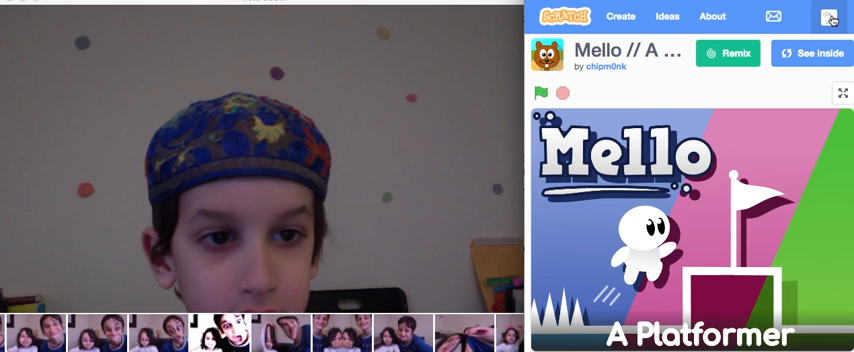 SCRATCH Create Ideas About
Mello // A ...
Remix
See inside
by chipm0nk
Mello
A Platformer